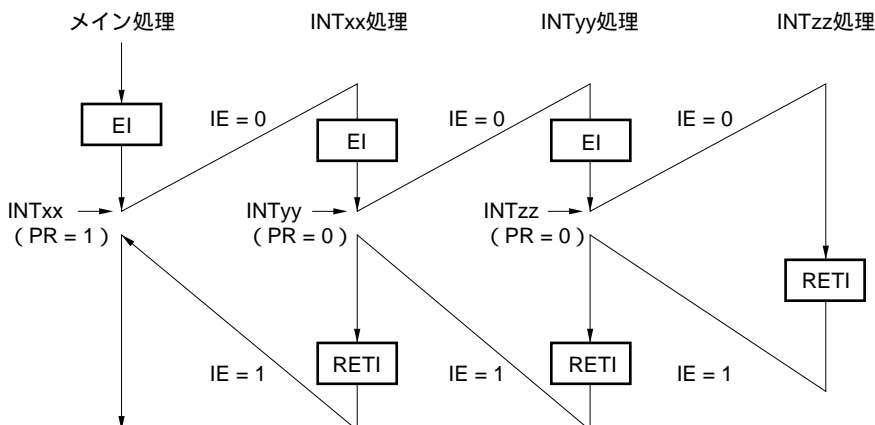 メイン処理 INTxx処理 INTyy処理 INTzz処理
EI IE = 0 EI IE = 0 EI IE = 0
INTxx INTyy INTzz
(PR = 1) (PR = 0) (PR = 0)
RETI
IE = 1 RETI IE = 1 RETI IE = 1